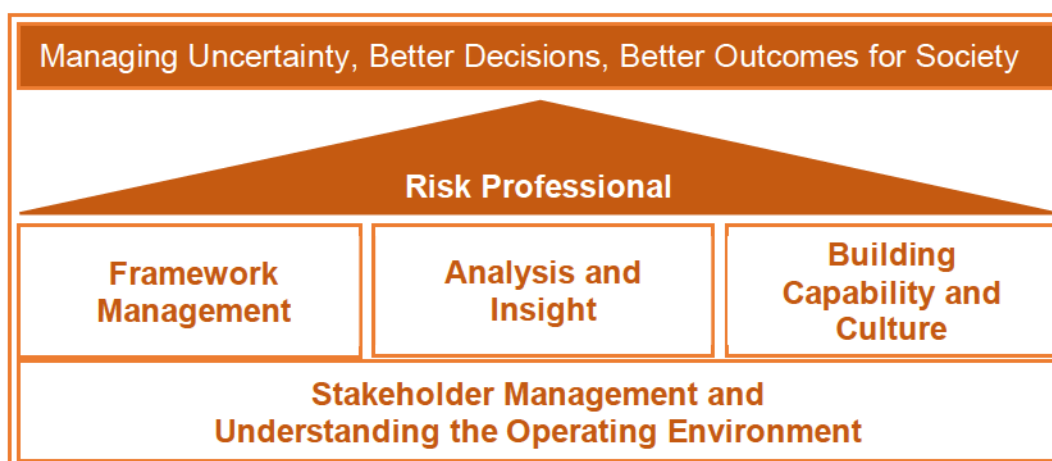 Managing Uncertainty, Better Decisions, Better Outcomes for Society
Risk Professional
Framework
Management
Analysis and
Insight
Building
Capability and
Culture
Stakeholder Management and
Understanding the Operating Environment